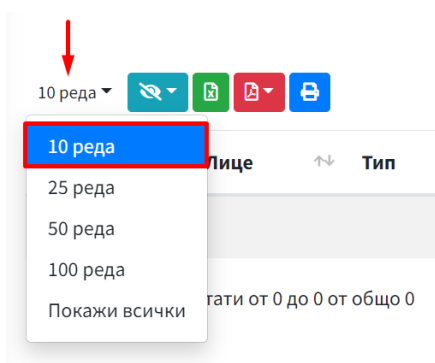 10 реда
10 реда
Лице Тип
25 реда
50 реда
100 реда
Покажи всички
тати от 0 до 0 от общо 0